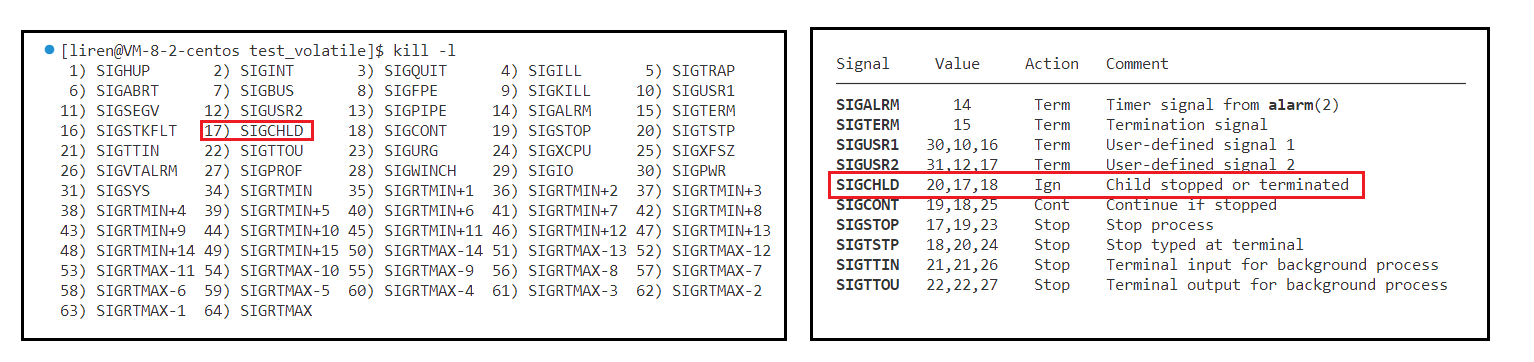 [liren@VM-8-2-centos test_volatile]$ kill -l
1) SIGHUP 2) SIGINT 3) SIGQUIT 4) SIGILL 5) SIGTRAP
6) SIGABRT 7) SIGBUS 8) SIGFPE 9) SIGKILL 10) SIGUSR1
11) SIGSEGV 12) SIGUSR2 13) SIGPIPE 14) SIGALRM 15) SIGTERM
16) SIGSTKFLT 17) SIGCHLD 18) SIGCONT 19) SIGSTOP 20) SIGTSTP
21) SIGTTIN 22) SIGTTOU 23) SIGURG 24) SIGXCPU 25) SIGXFSZ
26) SIGVTALRM 27) SIGPROF 28) SIGWINCH 29) SIGIO 30) SIGPWR
31) SIGSYS 34) SIGRTMIN 35) SIGRTMIN+1 36) SIGRTMIN+2 37) SIGRTMIN+3
38) SIGRTMIN+4 39) SIGRTMIN+5 40) SIGRTMIN+6 41) SIGRTMIN+7 42) SIGRTMIN+8
43) SIGRTMIN+9 44) SIGRTMIN+10 45) SIGRTMIN+11 46) SIGRTMIN+12 47) SIGRTMIN+13
48) SIGRTMIN+14 49) SIGRTMIN+15 50) SIGRTMAX-14 51) SIGRTMAX-13 52) SIGRTMAX-12
53) SIGRTMAX-11 54) SIGRTMAX-10 55) SIGRTMAX-9 56) SIGRTMAX-8 57) SIGRTMAX-7
58) SIGRTMAX-6 59) SIGRTMAX-5 60) SIGRTMAX-4 61) SIGRTMAX-3 62) SIGRTMAX-2
63) SIGRTMAX-1 64) SIGRTMAX
Signal Value Action Comment
SIGALRM 14 Term Timer signal from alarm(2)
SIGTERM 15 Term Termination signal
SIGUSR1 30,10,16 Term User-defined signal 1
SIGUSR2 31,12,17 Term User-defined signal 2
SIGCHLD 20,17,18 Ign Child stopped or terminated
SIGCONT 19,18,25 Cont Continue if stopped
SIGSTOP 17,19,23 Stop Stop process
SIGTSTP 18,20,24 Stop Stop typed at terminal
SIGTTIN 21,21,26 Stop Terminal input for background process
SIGTTOU 22,22,27 Stop Terminal output for background process